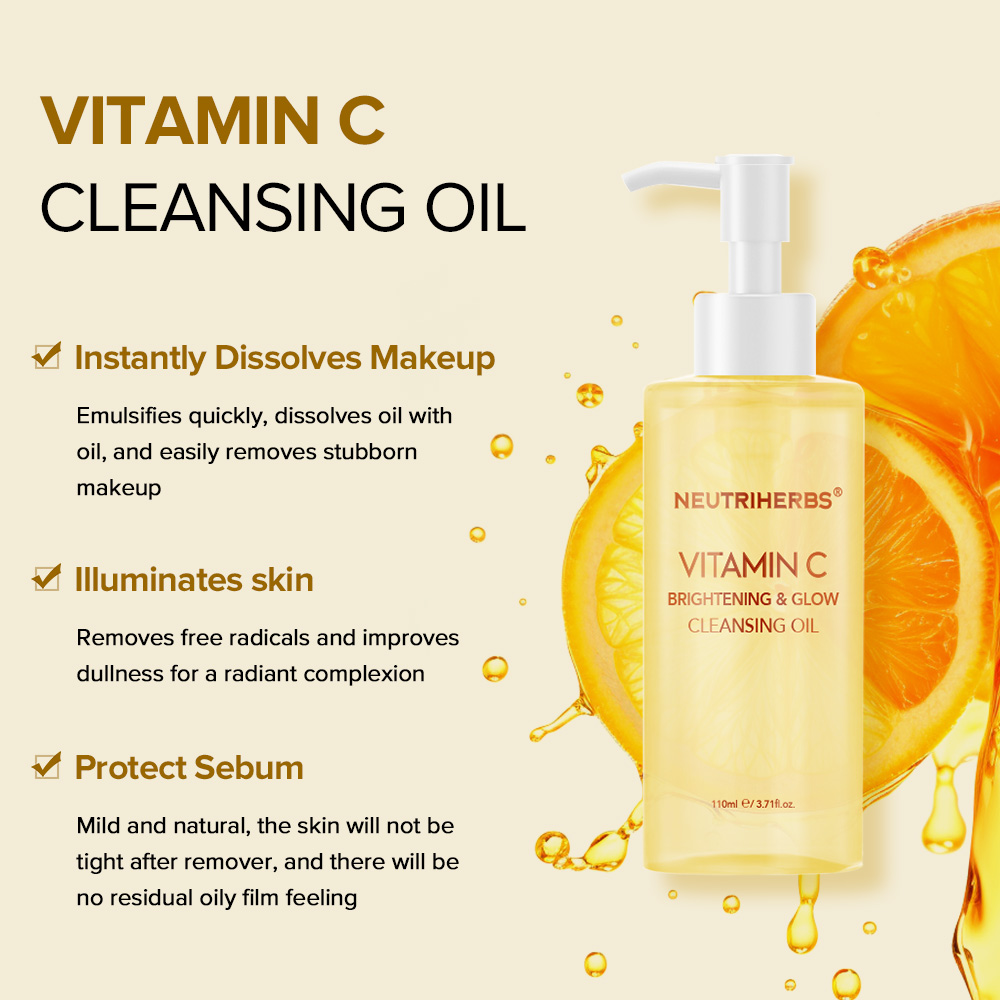 VITAMIN C
CLEANSING OIL
Instantly Dissolves Makeup
Emulsifies quickly, dissolves oil with
oil, and easily removes stubborn
makeup
Illuminates skin
Removes free radicals and improves
dullness for a radiant complexion
Protect Sebum
Mild and natural, the skin will not be
tight after remover, and there will be
no residual oily film feeling
NEUTRIHERBS®
VITAMIN C
BRIGHTENING & GLOW
CLEANSING OIL
110ml ℮/ 3.71fl.oz.